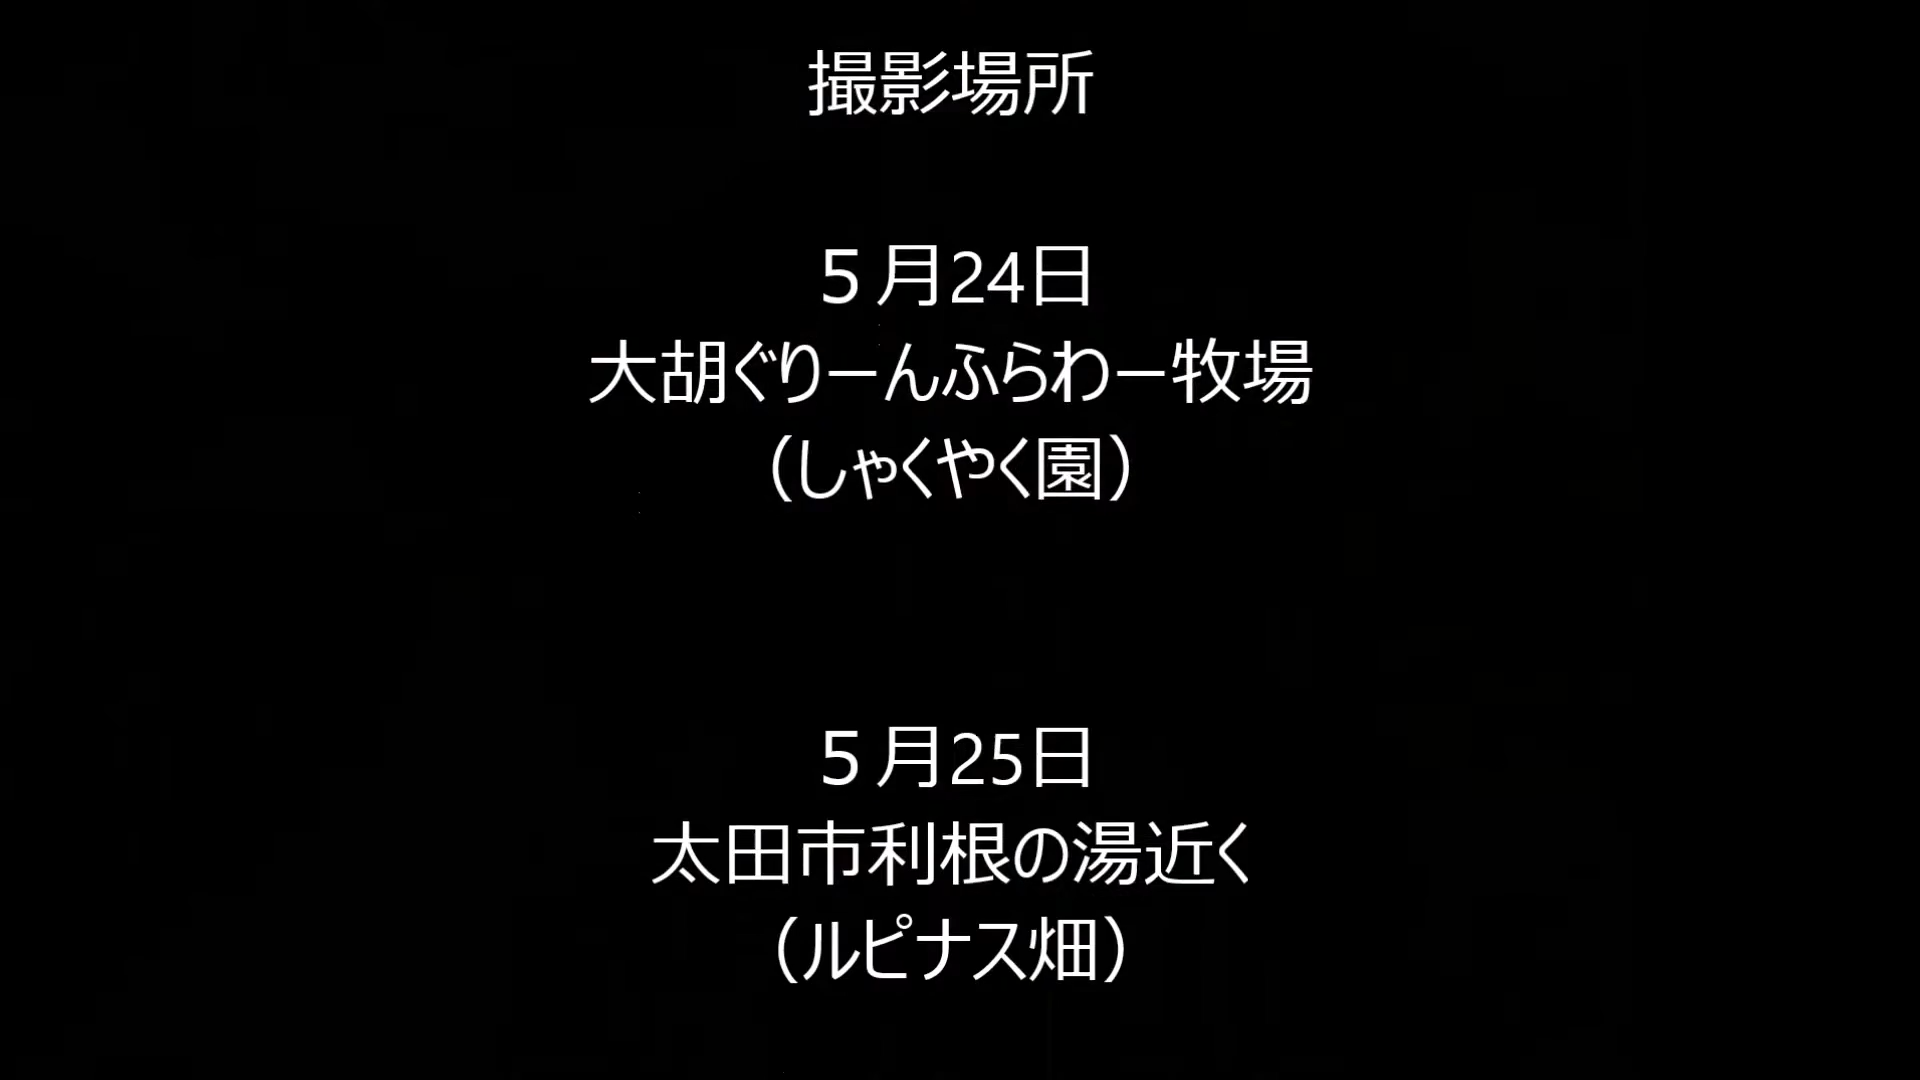 撮影場所
５月24日
大胡ぐりーんふらわー牧場
（しゃくやく園）
５月25日
太田市利根の湯近く
（ルピナス畑）